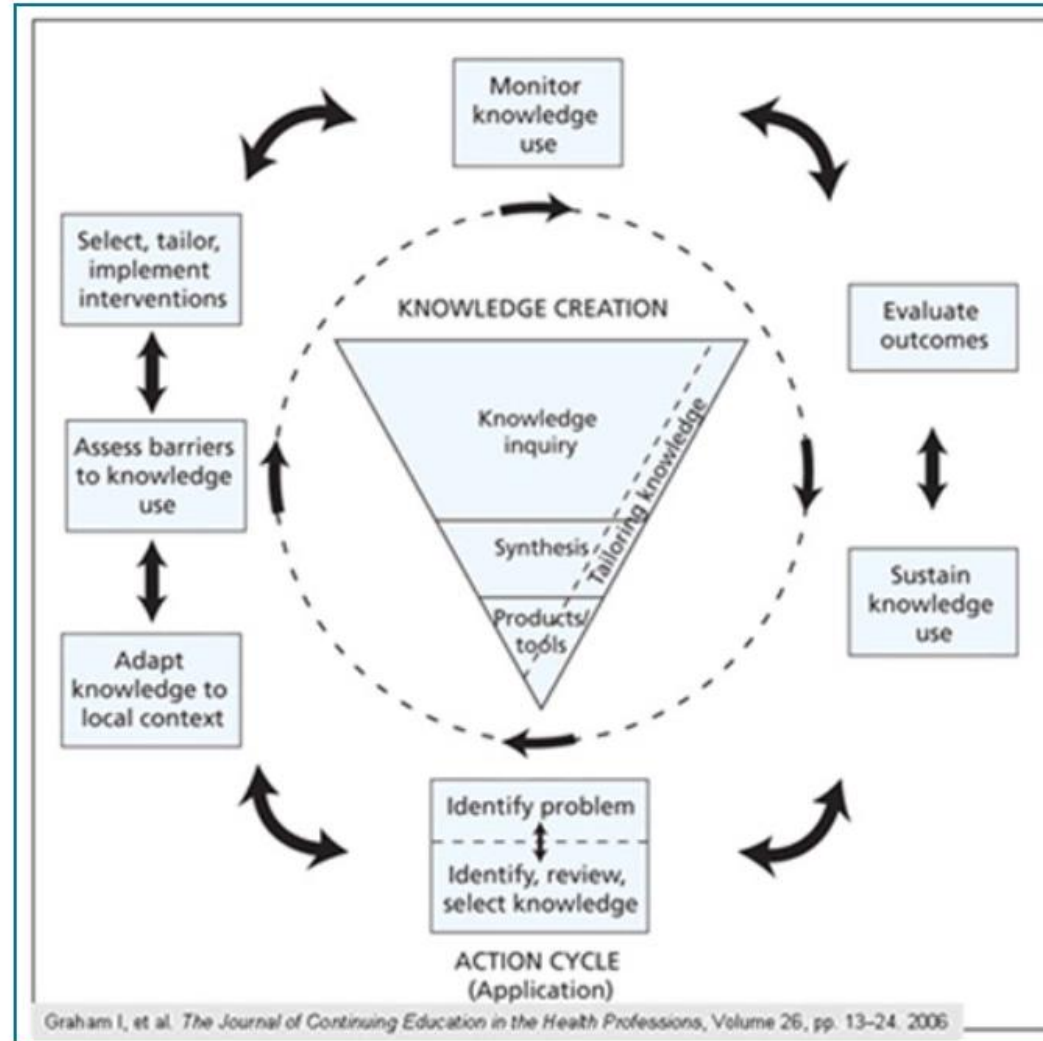 Monitor
knowledge
use
Select, tailor,
implement
interventions
Evaluate
outcomes
KNOWLEDGE CREATION
Knowledge
inquiry
Tailoring knowledge
Assess barriers
to knowledge
use
Synthesis
Products/
tools
Sustain
knowledge
use
Adapt
knowledge to
local context
Identify problem
Identify, review,
select knowledge
ACTION CYCLE
(Application)
Graham I, et al. The Journal of Continuing Education in the Health Professions, Volume 26, pp. 13–24. 2006